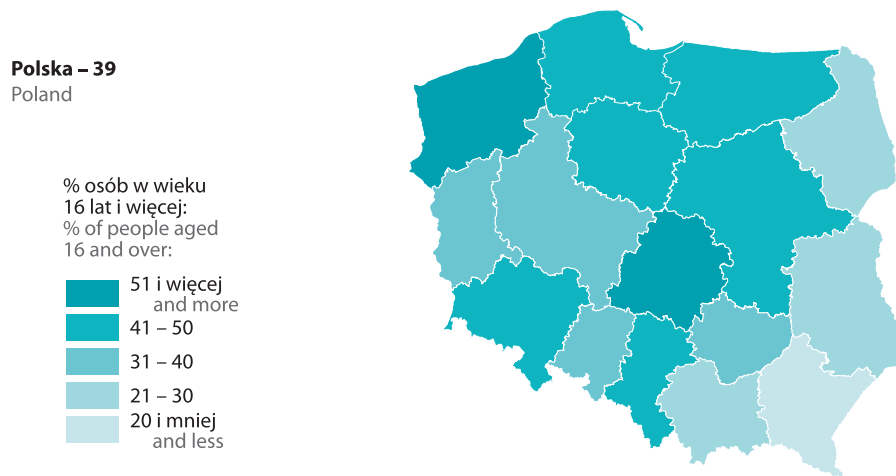 Polska – 39
Poland
% osób w wieku
16 lat i więcej:
% of people aged
16 and over:
51 i więcej
and more
41 – 50
31 – 40
21 – 30
20 i mniej
and less